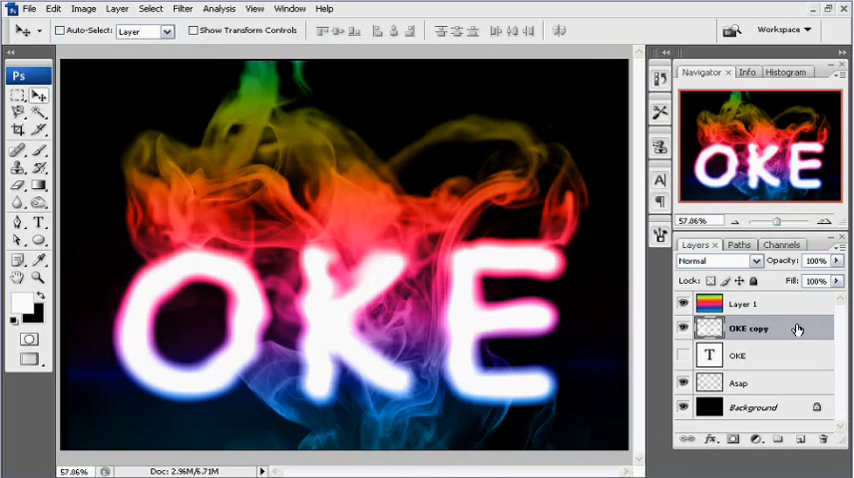 File Edit Image Layer Select Filter Analysis View Window Help
Auto-Select: Layer Show Transform Controls Workspace
Ps
Navigator × Info Histogram
OKE
OKE
57.86%
Layers × Paths Channels
Normal Opacity: 100%
Lock: Fill: 100%
Layer 1
OKE copy
T OKE
Asap
Background
57.86% Doc: 2.96M/6.71M